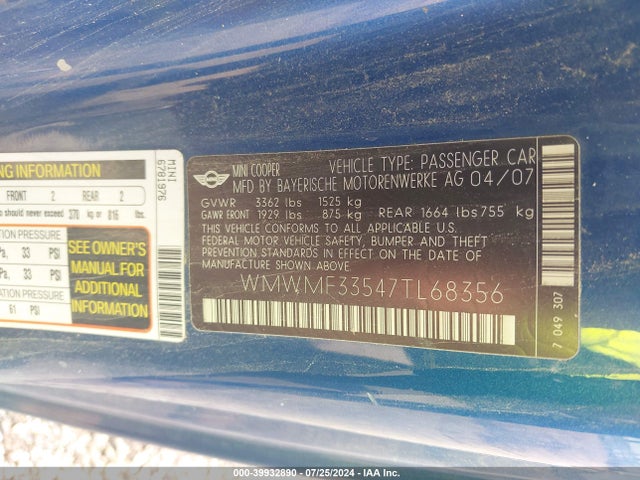 NG INFORMATION
FRONT 2 REAR 2
o should never exceed 370 kg or 816 lbs.
TION PRESSURE
Pa, 33 PSI
Pa, 33 PSI
61 PSI
SEE OWNER'S
MANUAL FOR
ADDITIONAL
INFORMATION
MINI
6781976
MINI
MINI COOPER VEHICLE TYPE: PASSENGER CAR
MFD BY BAYERISCHE MOTORENWERKE AG 04/07
GVWR 3362 lbs 1525 kg
GAWR FRONT 1929 lbs 875 kg REAR 1664 lbs 755 kg
THIS VEHICLE CONFORMS TO ALL APPLICABLE U.S.
FEDERAL MOTOR VEHICLE SAFETY, BUMPER AND THEFT
PREVENTION STANDARDS IN EFFECT ON THE DATE OF
MANUFACTURE SHOWN ABOVE.
WMWMF33547TL68356
7 049 307
000-39932890 - 07/25/2024 - IAA Inc.